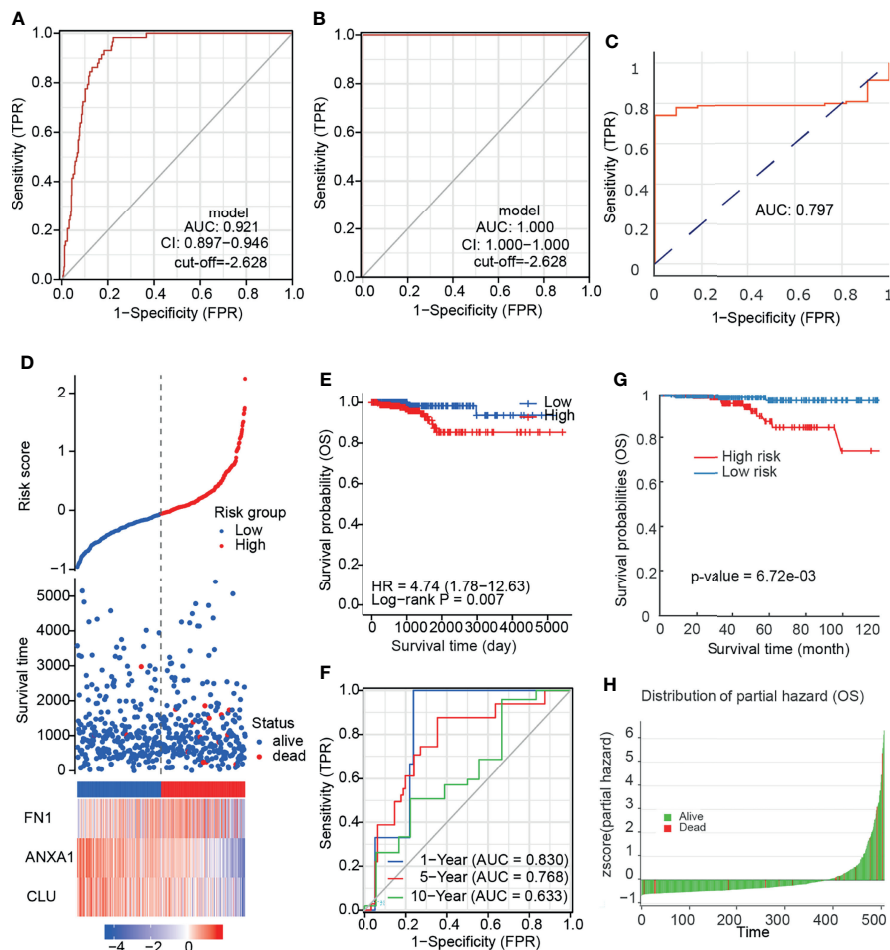 A
Sensitivity (TPR)
1.0
0.8
0.6
0.4
0.2
0.0
model
AUC: 0.921
CI: 0.897−0.946
cut-off=-2.628
0.0 0.2 0.4 0.6 0.8 1.0
1−Specificity (FPR)
B
Sensitivity (TPR)
1.0
0.8
0.6
0.4
0.2
0.0
model
AUC: 1.000
CI: 1.000−1.000
cut-off=-2.628
0.0 0.2 0.4 0.6 0.8 1.0
1−Specificity (FPR)
C
Sensitivity (TPR)
1
0.8
0.6
0.4
0.2
0
AUC: 0.797
0 0.2 0.4 0.6 0.8 1
1−Specificity (FPR)
D
Risk score
2
1
0
−1
Risk group
Low
High
Survival time
5000
4000
3000
2000
1000
0
Status
alive
dead
FN1
ANXA1
CLU
−4 −2 0
E
Survival probability (OS)
1.0
0.8
0.6
0.4
0.2
0.0
Low
High
HR = 4.74 (1.78−12.63)
Log-rank P = 0.007
0 1000 2000 3000 4000 5000
Survival time (day)
G
Survival probabilities (OS)
1
0.8
0.6
0.4
0.2
0
High risk
Low risk
p-value = 6.72e-03
0 20 40 60 80 100 120
Survival time (month)
F
Sensitivity (TPR)
1.0
0.8
0.6
0.4
0.2
0.0
1-Year (AUC = 0.830)
5-Year (AUC = 0.768)
10-Year (AUC = 0.633)
0.0 0.2 0.4 0.6 0.8 1.0
1-Specificity (FPR)
H
Distribution of partial hazard (OS)
zscore(partial hazard)
6
5
4
3
2
1
0
−1
Alive
Dead
0 100 200 300 400 500
Time